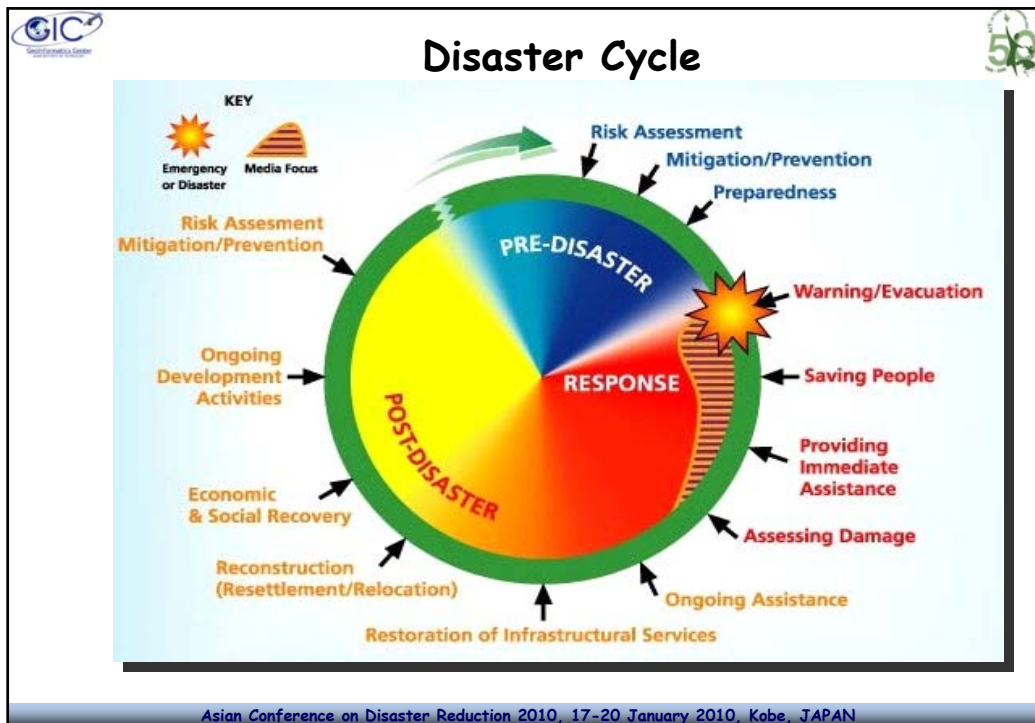 GIC
Geoinformatics Center
Disaster Cycle
50
KEY
Emergency
or Disaster
Media Focus
Risk Assessment
Mitigation/Prevention
Preparedness
Warning/Evacuation
Saving People
Providing
Immediate
Assistance
Assessing Damage
Ongoing Assistance
Restoration of Infrastructural Services
Reconstruction
(Resettlement/Relocation)
Economic
& Social Recovery
Ongoing
Development
Activities
Risk Assesment
Mitigation/Prevention
PRE-DISASTER
RESPONSE
POST-DISASTER
Asian Conference on Disaster Reduction 2010, 17-20 January 2010, Kobe, JAPAN